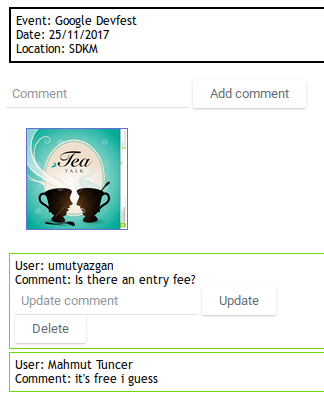 Event: Google Devfest
Date: 25/11/2017
Location: SDKM
Comment
Add comment
Tea
TALK
User: umutyazgan
Comment: Is there an entry fee?
Update comment
Update
Delete
User: Mahmut Tuncer
Comment: it's free i guess